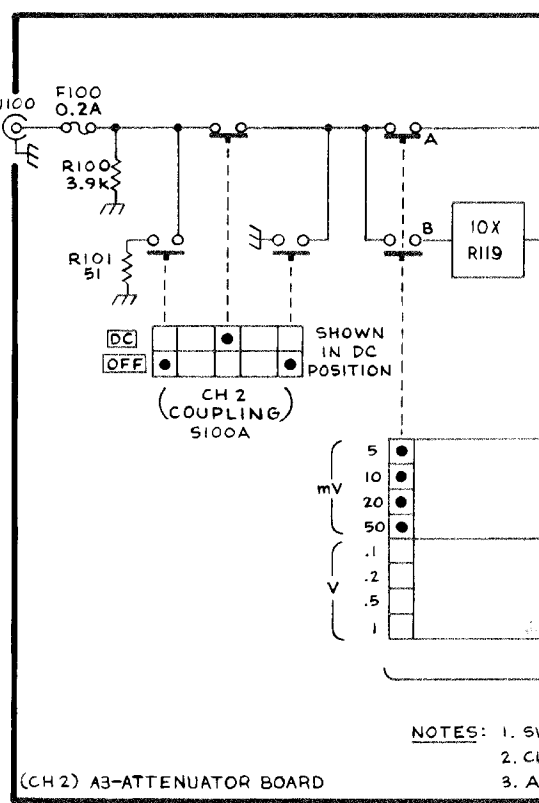 J100
F100
0.2A
R100
3.9K
A
B
10X
R119
R101
51
DC
OFF
SHOWN
IN DC
POSITION
(CH 2
COUPLING)
S100A
mV
5
10
20
50
V
.1
.2
.5
1
NOTES: 1.
2.
3. A
(CH 2) A3-ATTENUATOR BOARD